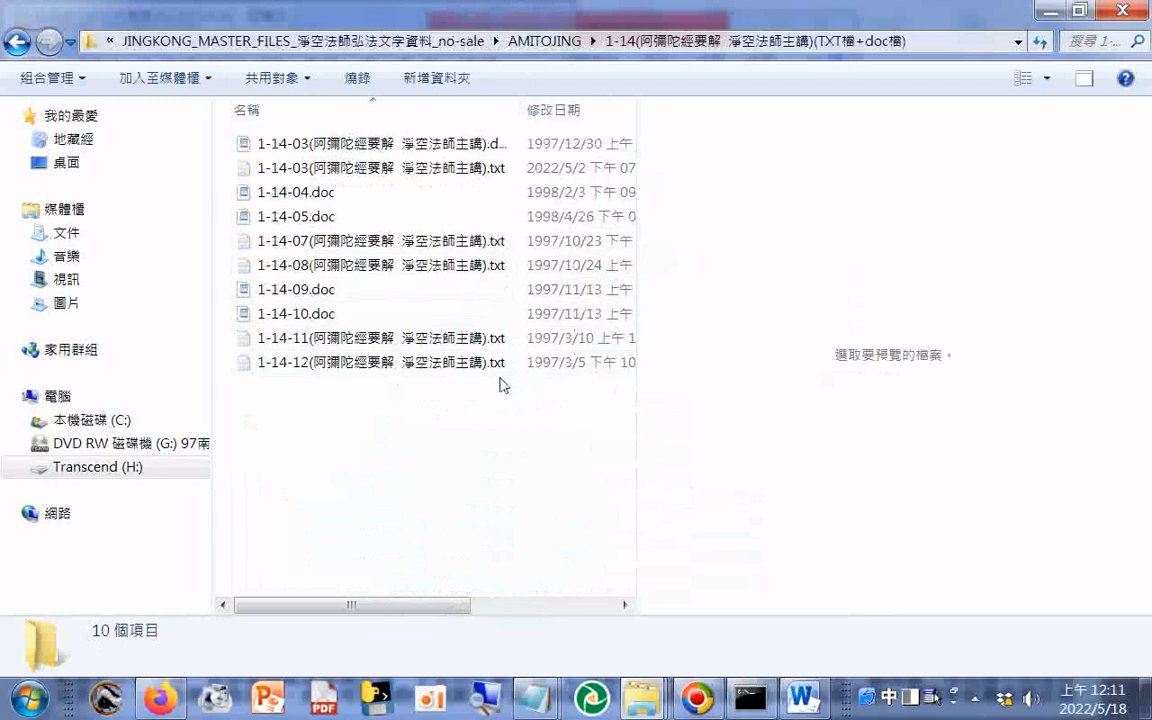 « JINGKONG_MASTER_FILES_淨空法師弘法文字資料_no-sale ▸ AMITOJING ▸ 1-14(阿彌陀經要解 淨空法師主講)(TXT檔+doc檔)
搜尋 1-...
組合管理 加入至媒體櫃 共用對象 燒錄 新增資料夾
我的最愛
地藏經
桌面
媒體櫃
文件
音樂
視訊
圖片
家用群組
電腦
本機磁碟 (C:)
DVD RW 磁碟機 (G:) 97南
Transcend (H:)
網路
名稱 修改日期
1-14-03(阿彌陀經要解 淨空法師主講).d... 1997/12/30 上午
1-14-03(阿彌陀經要解 淨空法師主講).txt 2022/5/2 下午 07
1-14-04.doc 1998/2/3 下午 09
1-14-05.doc 1998/4/26 下午 0
1-14-07(阿彌陀經要解 淨空法師主講).txt 1997/10/23 下午
1-14-08(阿彌陀經要解 淨空法師主講).txt 1997/10/24 上午
1-14-09.doc 1997/11/13 上午
1-14-10.doc 1997/11/13 上午
1-14-11(阿彌陀經要解 淨空法師主講).txt 1997/3/10 上午 1
1-14-12(阿彌陀經要解 淨空法師主講).txt 1997/3/5 下午 10
選取要預覽的檔案。
10 個項目
PDF
中
上午 12:11
2022/5/18